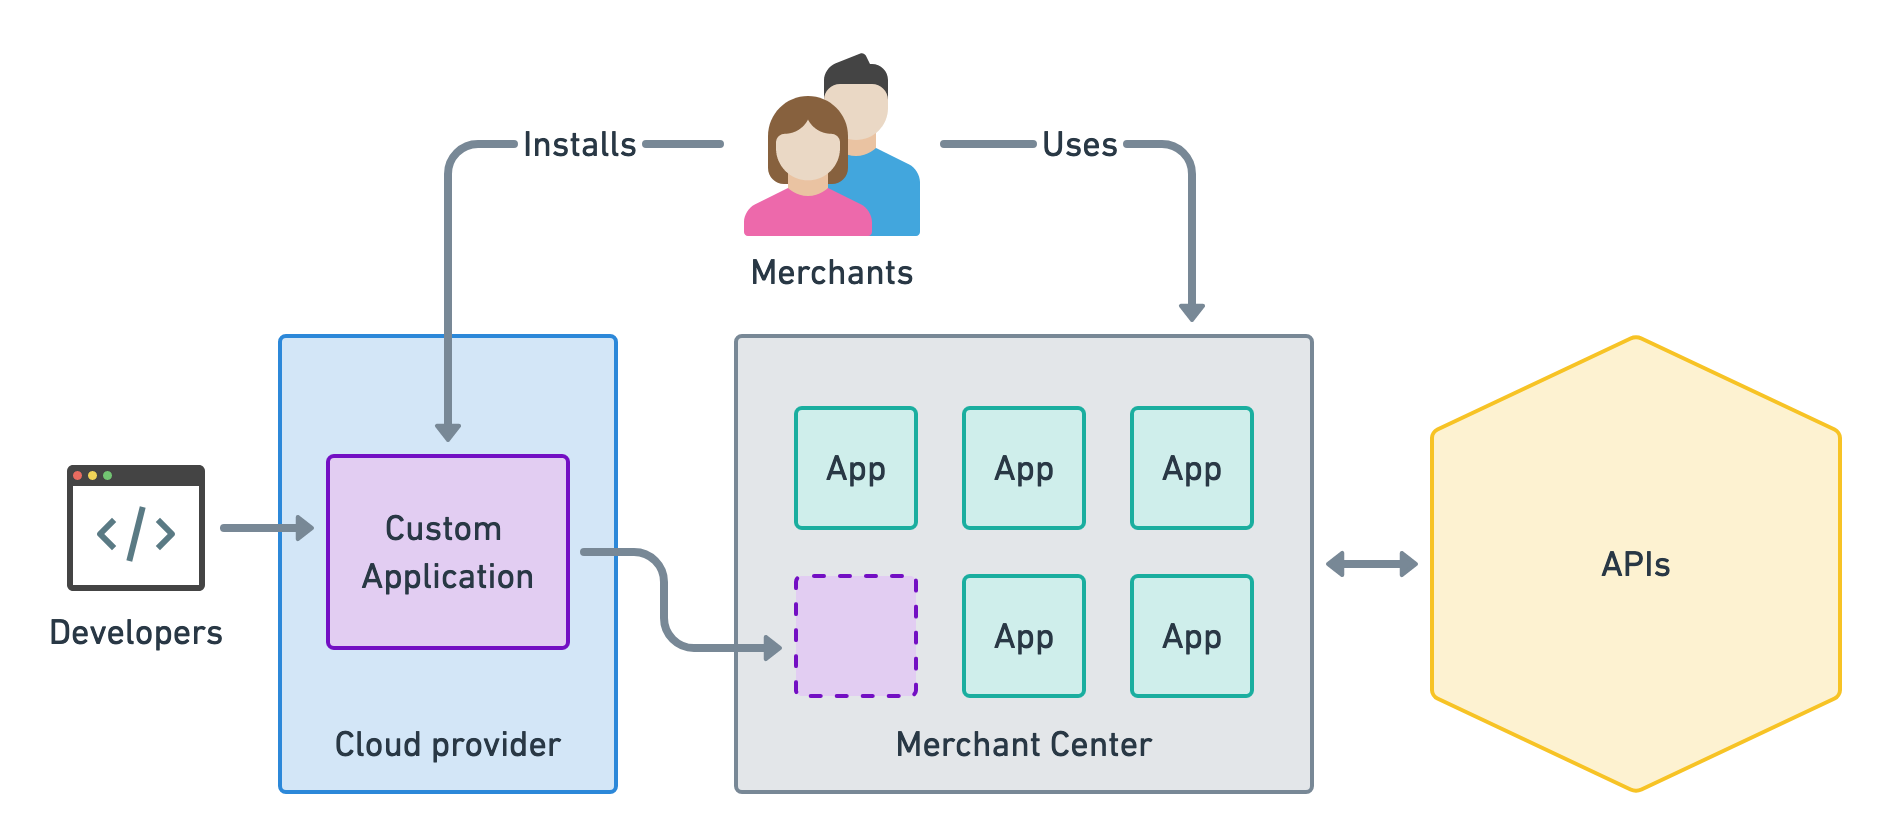 Installs
Uses
Merchants
App
App
App
Custom
Application
APIs
Developers
App
App
Cloud provider
Merchant Center